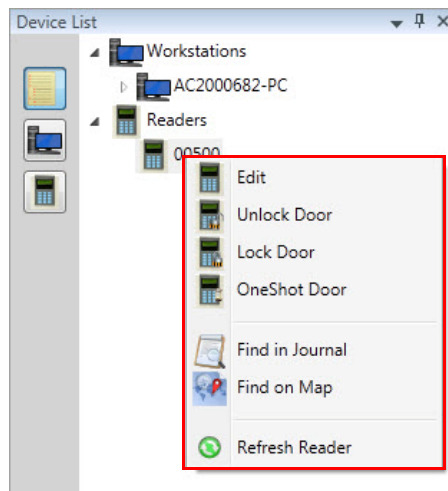 Device List
Workstations
AC2000682-PC
Readers
00500
Edit
Unlock Door
Lock Door
OneShot Door
Find in Journal
Find on Map
Refresh Reader